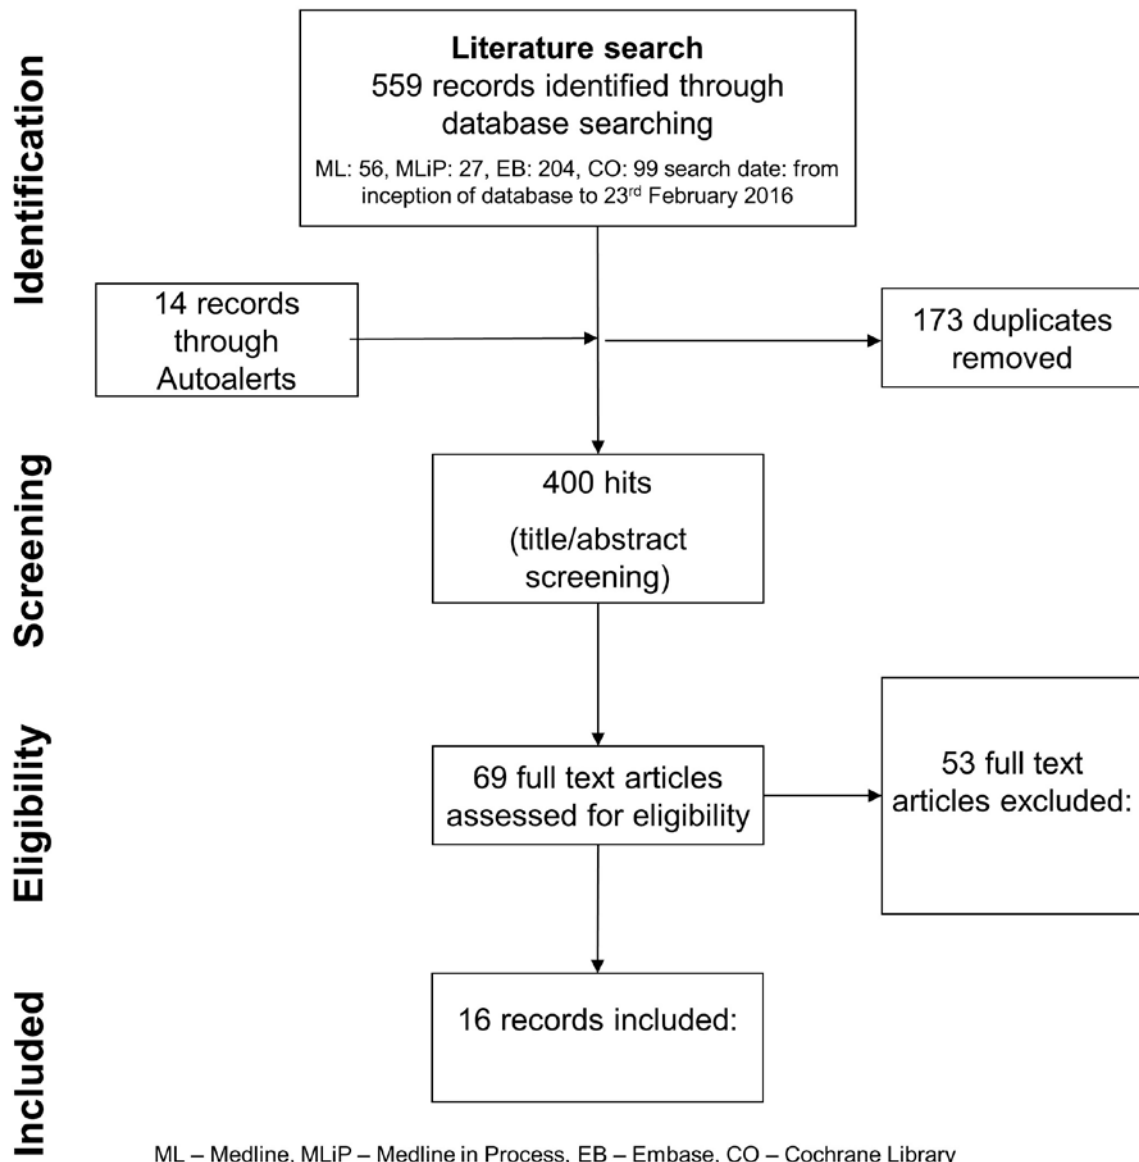 Identification
Literature search
559 records identified through
database searching
ML: 56, MLiP: 27, EB: 204, CO: 99 search date: from
inception of database to 23rd February 2016
14 records
through
Autoalerts
173 duplicates
removed
Screening
400 hits
(title/abstract
screening)
Eligibility
69 full text articles
assessed for eligibility
53 full text
articles excluded:
Included
16 records included:
ML – Medline, MLiP – Medline in Process, EB – Embase, CO – Cochrane Library